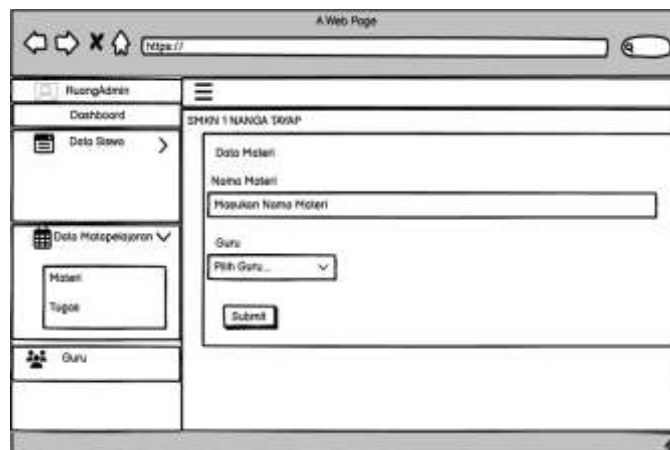 A Web Page
https://
RuangAdmin
Dashboard
Data Siswa
Data Matapelajaran
Materi
Tugas
Guru
SMKN 1 NANGA TAYAP
Data Materi
Nama Materi
Masukan Nama Materi
Guru
Pilih Guru...
Submit